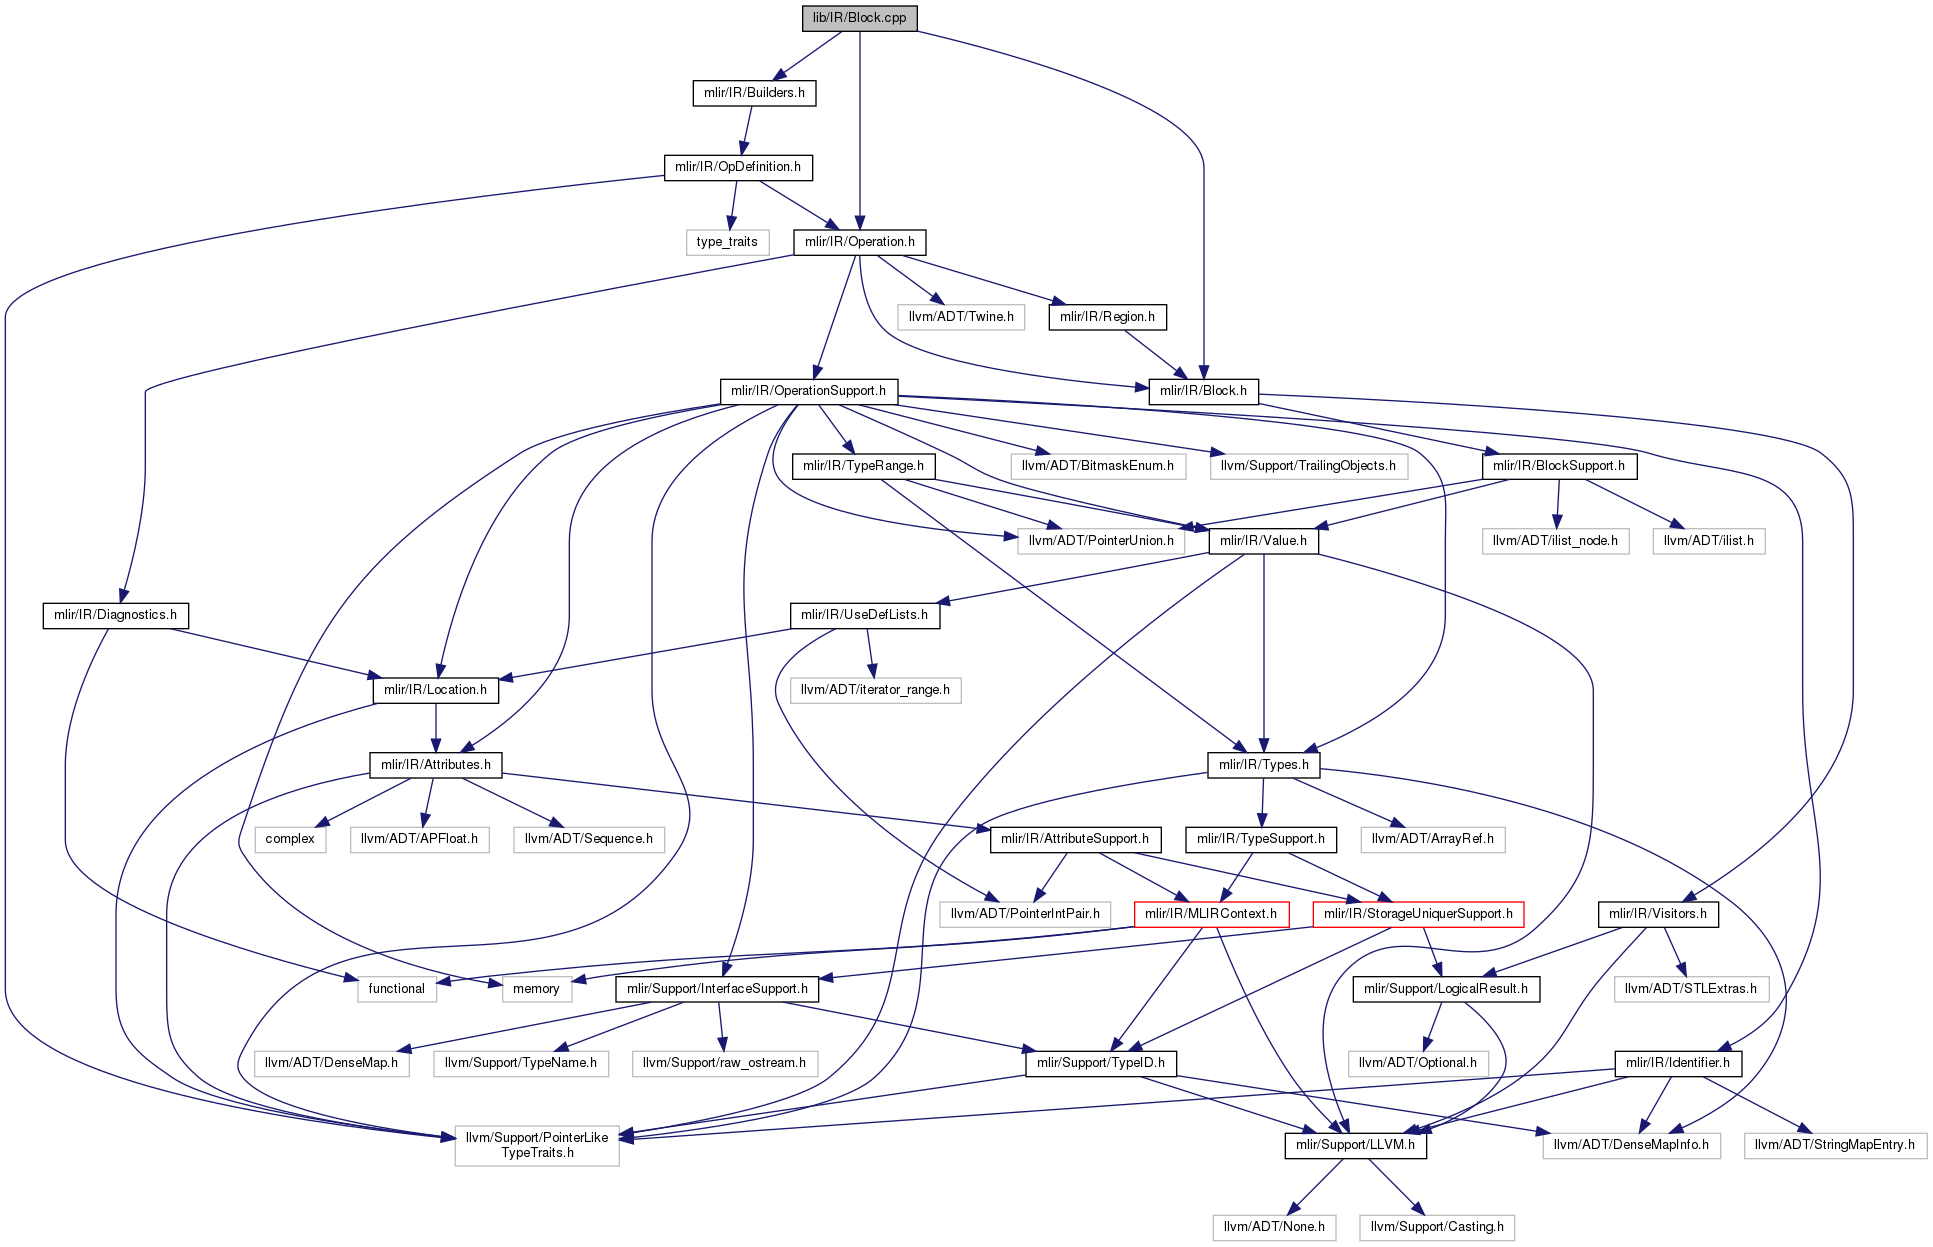 lib/IR/Block.cpp
mlir/IR/Builders.h
mlir/IR/OpDefinition.h
type_traits
mlir/IR/Operation.h
llvm/ADT/Twine.h
mlir/IR/Region.h
mlir/IR/OperationSupport.h
mlir/IR/Block.h
mlir/IR/TypeRange.h
llvm/ADT/BitmaskEnum.h
llvm/Support/TrailingObjects.h
mlir/IR/BlockSupport.h
llvm/ADT/PointerUnion.h
mlir/IR/Value.h
llvm/ADT/ilist_node.h
llvm/ADT/ilist.h
mlir/IR/Diagnostics.h
mlir/IR/UseDefLists.h
mlir/IR/Location.h
llvm/ADT/iterator_range.h
mlir/IR/Attributes.h
mlir/IR/Types.h
complex
llvm/ADT/APFloat.h
llvm/ADT/Sequence.h
mlir/IR/AttributeSupport.h
mlir/IR/TypeSupport.h
llvm/ADT/ArrayRef.h
llvm/ADT/PointerIntPair.h
mlir/IR/MLIRContext.h
mlir/IR/StorageUniquerSupport.h
mlir/IR/Visitors.h
functional
memory
mlir/Support/InterfaceSupport.h
mlir/Support/LogicalResult.h
llvm/ADT/STLExtras.h
llvm/ADT/DenseMap.h
llvm/Support/TypeName.h
llvm/Support/raw_ostream.h
mlir/Support/TypeID.h
llvm/ADT/Optional.h
mlir/IR/Identifier.h
llvm/Support/PointerLike
TypeTraits.h
mlir/Support/LLVM.h
llvm/ADT/DenseMapInfo.h
llvm/ADT/StringMapEntry.h
llvm/ADT/None.h
llvm/Support/Casting.h